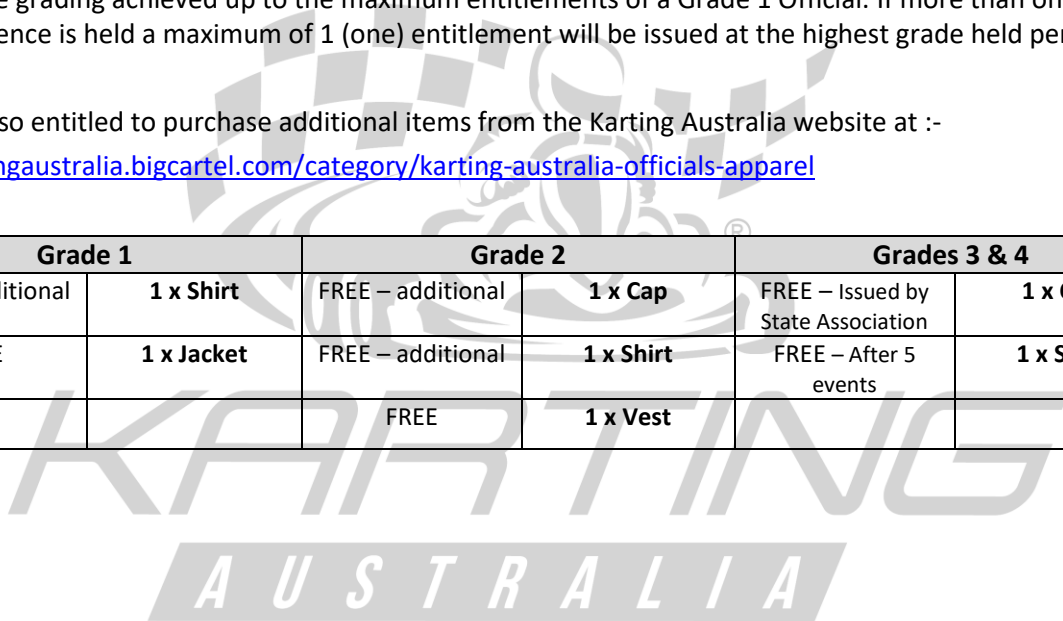 e grading achieved up to the maximum entitlements of a Grade 1 Official. If more than on
ence is held a maximum of 1 (one) entitlement will be issued at the highest grade held per
so entitled to purchase additional items from the Karting Australia website at :-
ngaustralia.bigcartel.com/category/karting-australia-officials-apparel
®
Grade 1 Grade 2 Grades 3 & 4
itional 1 x Shirt FREE – additional 1 x Cap FREE – Issued by 1 x
State Association
1 x Jacket FREE – additional 1 x Shirt FREE – After 5 1 x S
events
FREE 1 x Vest
KARTING
AUSTRALIA